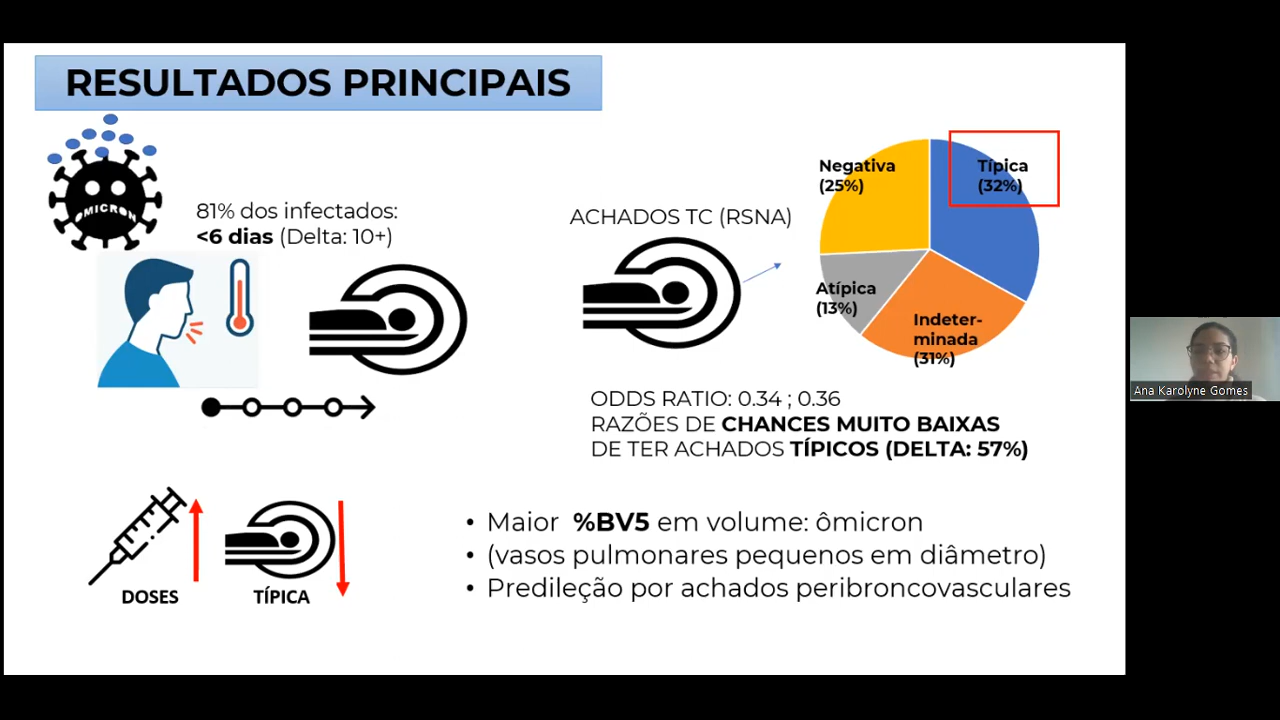 RESULTADOS PRINCIPAIS
OMICRON
81% dos infectados:
<6 dias (Delta: 10+)
ACHADOS TC (RSNA)
Negativa
(25%)
Típica
(32%)
Atípica
(13%)
Indeter-
minada
(31%)
ODDS RATIO: 0.34 ; 0.36
RAZÕES DE CHANCES MUITO BAIXAS
DE TER ACHADOS TÍPICOS (DELTA: 57%)
DOSES
TÍPICA
• Maior %BV5 em volume: ômicron
• (vasos pulmonares pequenos em diâmetro)
• Predileção por achados peribroncovasculares
Ana Karolyne Gomes